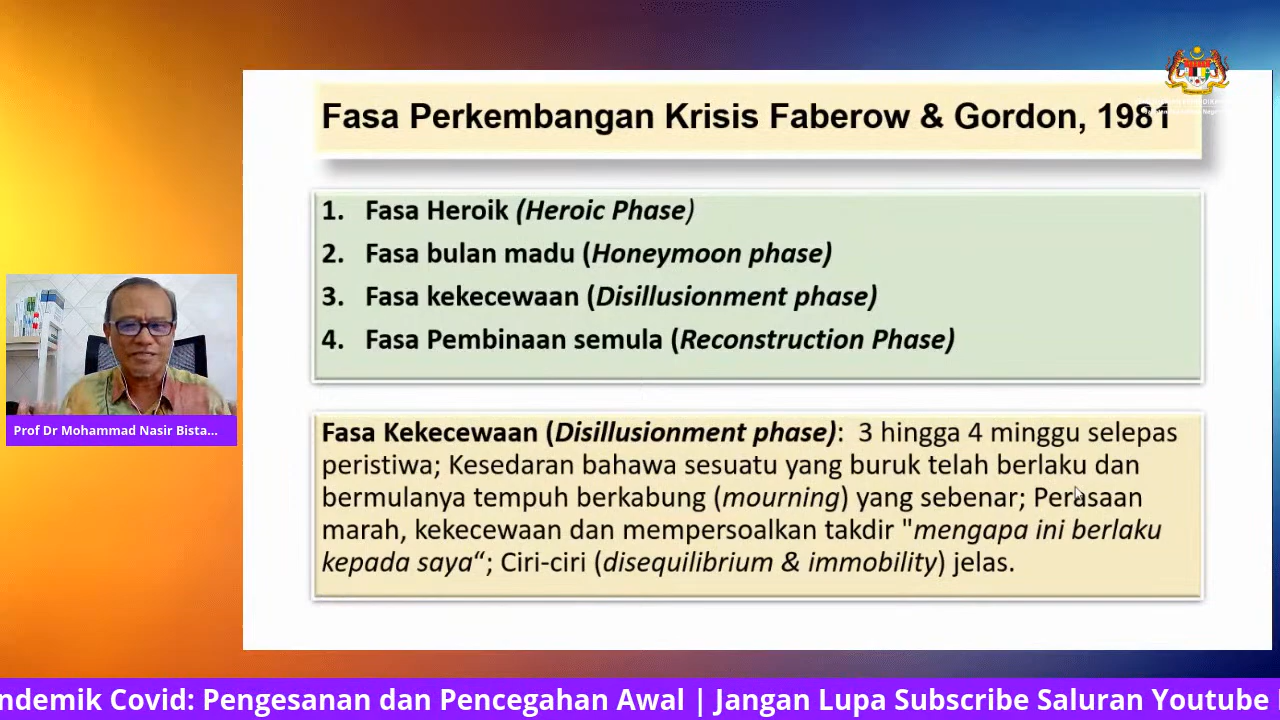 Fasa Perkembangan Krisis Faberow & Gordon, 1981
1. Fasa Heroik (Heroic Phase)
2. Fasa bulan madu (Honeymoon phase)
3. Fasa kekecewaan (Disillusionment phase)
4. Fasa Pembinaan semula (Reconstruction Phase)
Fasa Kekecewaan (Disillusionment phase): 3 hingga 4 minggu selepas
peristiwa; Kesedaran bahawa sesuatu yang buruk telah berlaku dan
bermulanya tempuh berkabung (mourning) yang sebenar; Perasaan
marah, kekecewaan dan mempersoalkan takdir "mengapa ini berlaku
kepada saya“; Ciri-ciri (disequilibrium & immobility) jelas.
Prof Dr Mohammad Nasir Bista...
ndemik Covid: Pengesanan dan Pencegahan Awal | Jangan Lupa Subscribe Saluran Youtube